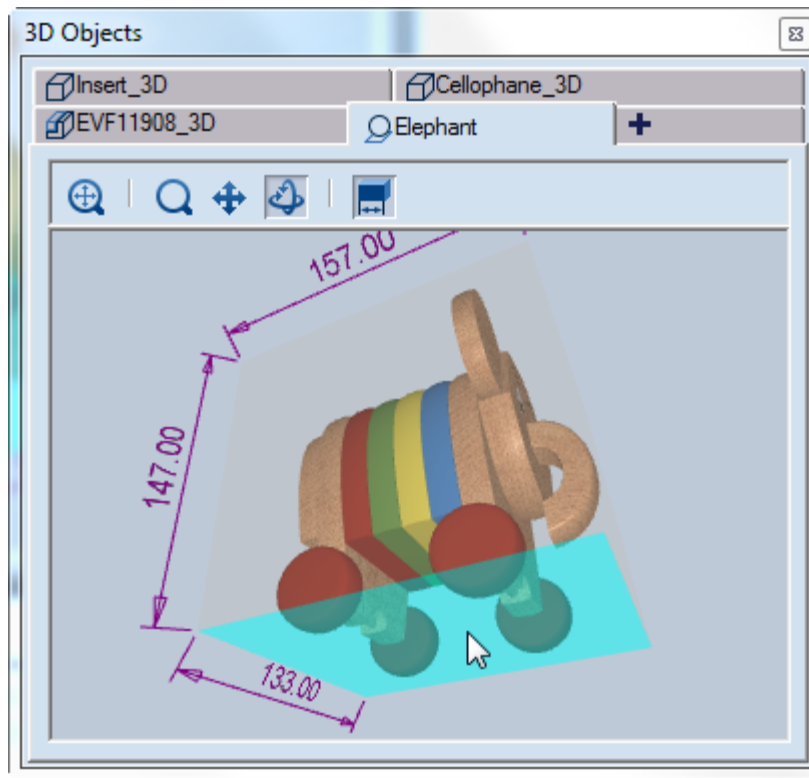 3D Objects
Insert_3D
Cellophane_3D
EVF11908_3D
Elephant
157.00
147.00
133.00